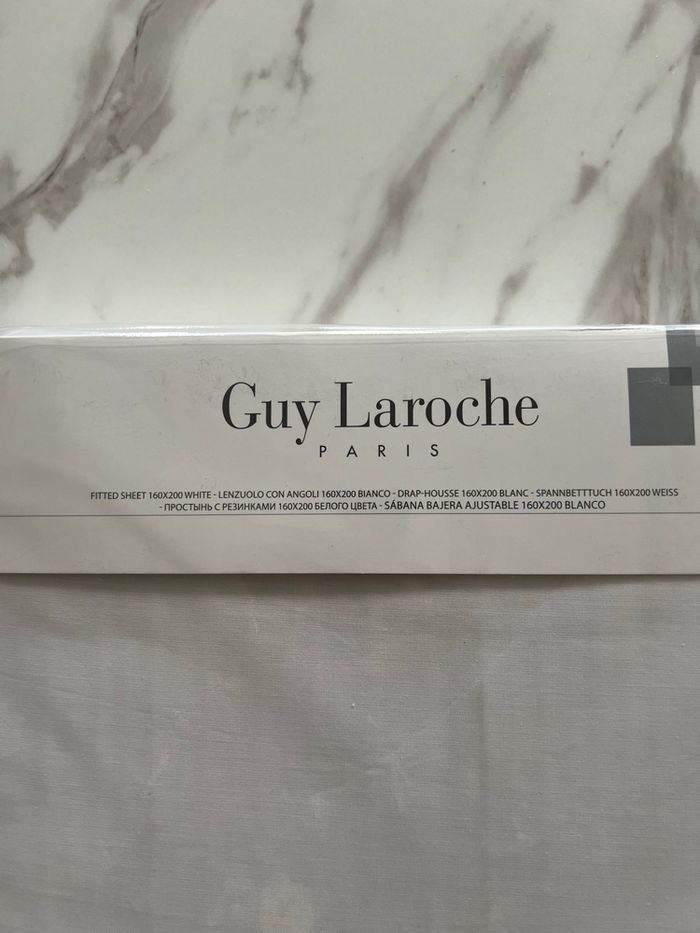 Guy Laroche
PARIS
FITTED SHEET 160X200 WHITE - LENZUOLO CON ANGOLI 160X200 BIANCO - DRAP-HOUSSE 160X200 BLANC - SPANNBETTTUCH 160X200 WEISS
- ПРОСТЫНЬ С РЕЗИНКАМИ 160X200 БЕЛОГО ЦВЕТА - SÁBANA BAJERA AJUSTABLE 160X200 BLANCO